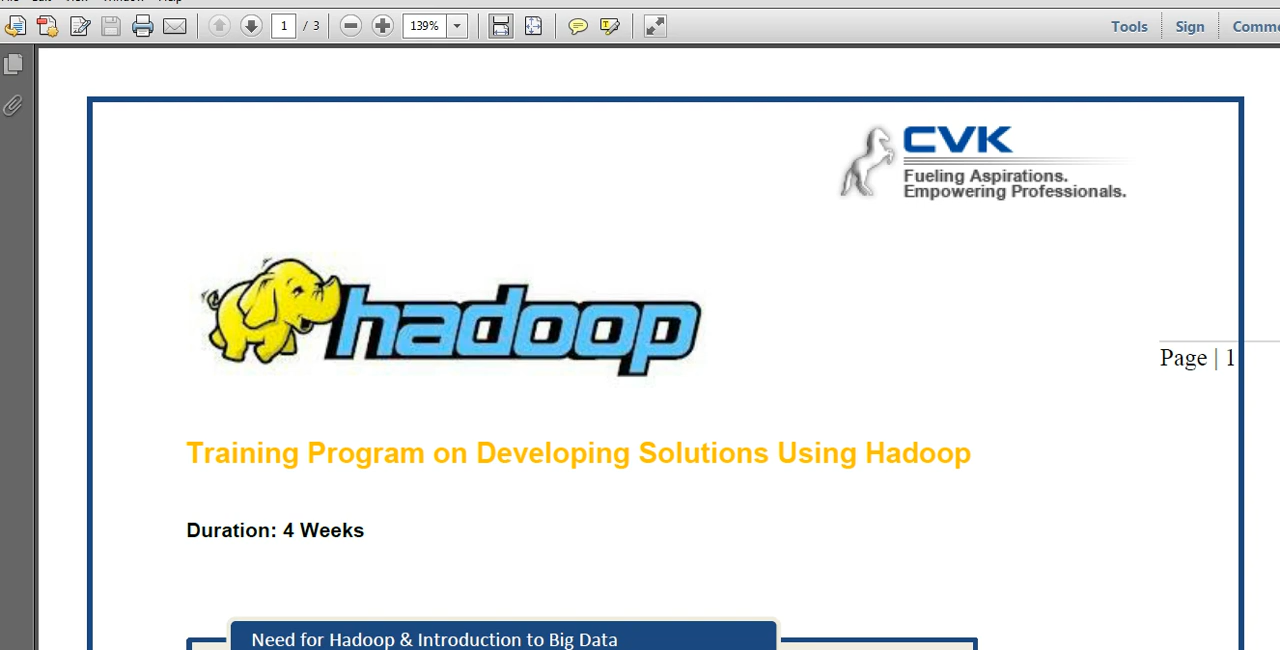 1 / 3
139%
Tools
Sign
CVK
Fueling Aspirations.
Empowering Professionals.
hadoop
Page | 1
Training Program on Developing Solutions Using Hadoop
Duration: 4 Weeks
Need for Hadoop & Introduction to Big Data